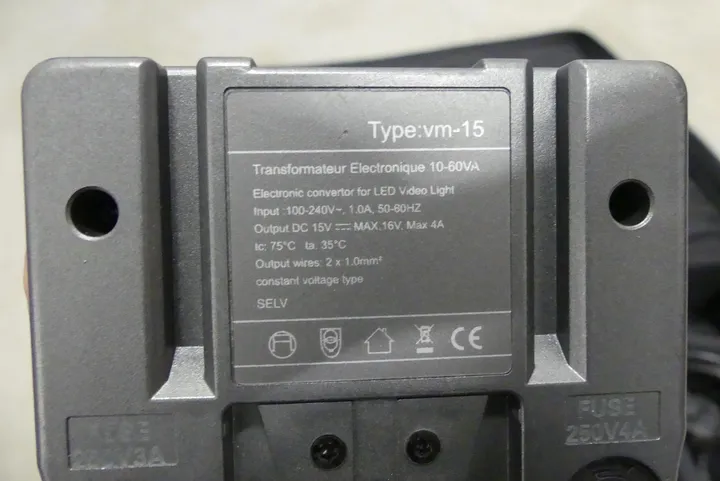 Type:vm-15
Transformateur Electronique 10-60VA
Electronic convertor for LED Video Light
Input :100-240V~, 1.0A, 50-60HZ
Output:DC 15V ⎓ MAX.16V, Max 4A
tc: 75°C ta: 35°C
Output wires: 2 x 1.0mm²
constant voltage type
SELV
CE
FUSE
250V3A
FUSE
250V4A